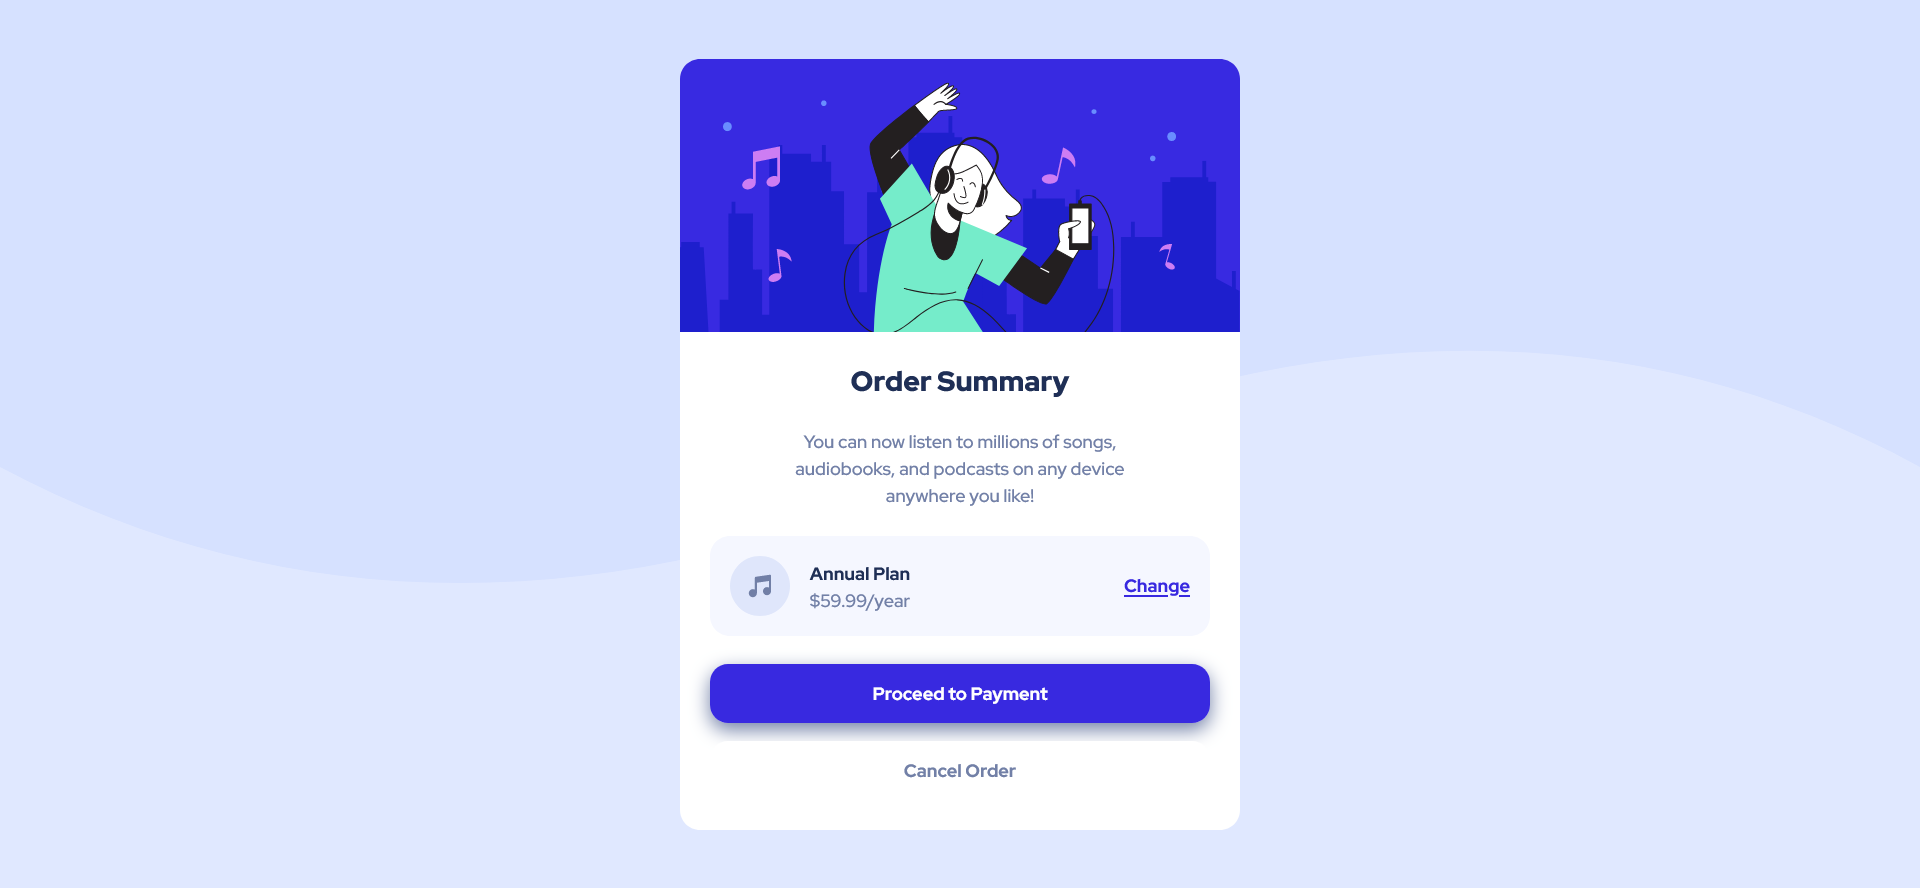 Order Summary
You can now listen to millions of songs,
audiobooks, and podcasts on any device
anywhere you like!
Annual Plan
$59.99/year
Change
Proceed to Payment
Cancel Order